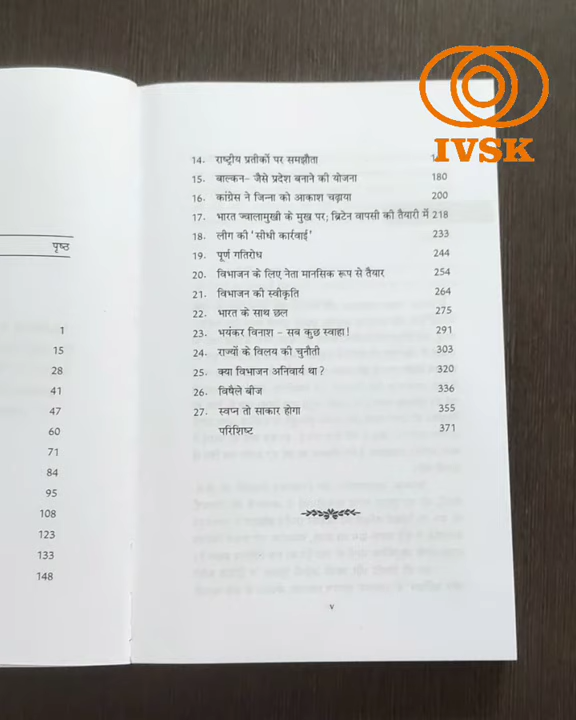 IVSK
पृष्ठ
1
15
28
41
47
60
71
84
95
108
123
133
148
14. राष्ट्रीय प्रतीकों पर समझौता
15. बाल्कन- जैसे प्रदेश बनाने की योजना 180
16. कांग्रेस ने जिन्ना को आकाश चढ़ाया 200
17. भारत ज्वालामुखी के मुख पर; ब्रिटेन वापसी की तैयारी में 218
18. लीग की 'सीधी कार्रवाई' 233
19. पूर्ण गतिरोध 244
20. विभाजन के लिए नेता मानसिक रूप से तैयार 254
21. विभाजन की स्वीकृति 264
22. भारत के साथ छल 275
23. भयंकर विनाश - सब कुछ स्वाहा! 291
24. राज्यों के विलय की चुनौती 303
25. क्या विभाजन अनिवार्य था? 320
26. विषैले बीज 336
27. स्वप्न तो साकार होगा 355
परिशिष्ट 371
v